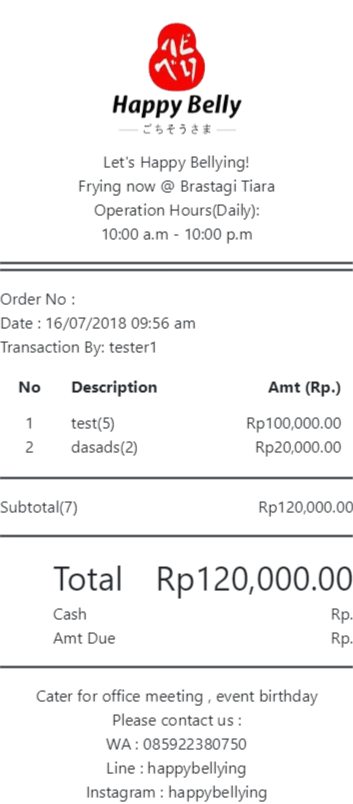 ハピ
べり
Happy Belly
ごちそうさま
Let's Happy Bellying!
Frying now @ Brastagi Tiara
Operation Hours(Daily):
10:00 a.m - 10:00 p.m
Order No :
Date : 16/07/2018 09:56 am
Transaction By: tester1
No Description Amt (Rp.)
1 test(5) Rp100,000.00
2 dasads(2) Rp20,000.00
Subtotal(7) Rp120,000.00
Total Rp120,000.00
Cash Rp.
Amt Due Rp.
Cater for office meeting , event birthday
Please contact us :
WA : 085922380750
Line : happybellying
Instagram : happybellying